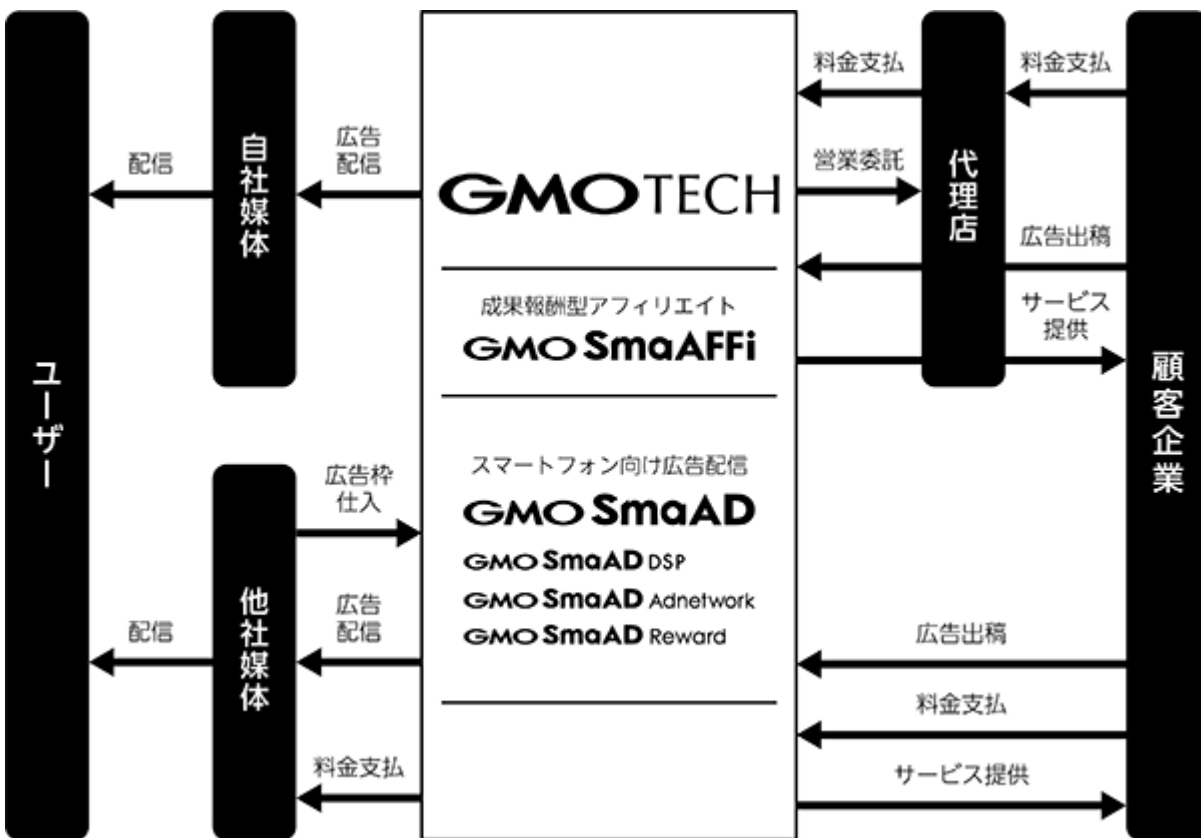 ユーザー
自社媒体
他社媒体
配信
広告
配信
広告枠
仕入
配信
広告
配信
料金支払
GMO TECH
成果報酬型アフィリエイト
GMO SmaAFFi
スマートフォン向け広告配信
GMO SmaAD
GMO SmaAD DSP
GMO SmaAD Adnetwork
GMO SmaAD Reward
料金支払
営業委託
代理店
料金支払
広告出稿
サービス
提供
広告出稿
料金支払
サービス提供
顧客企業